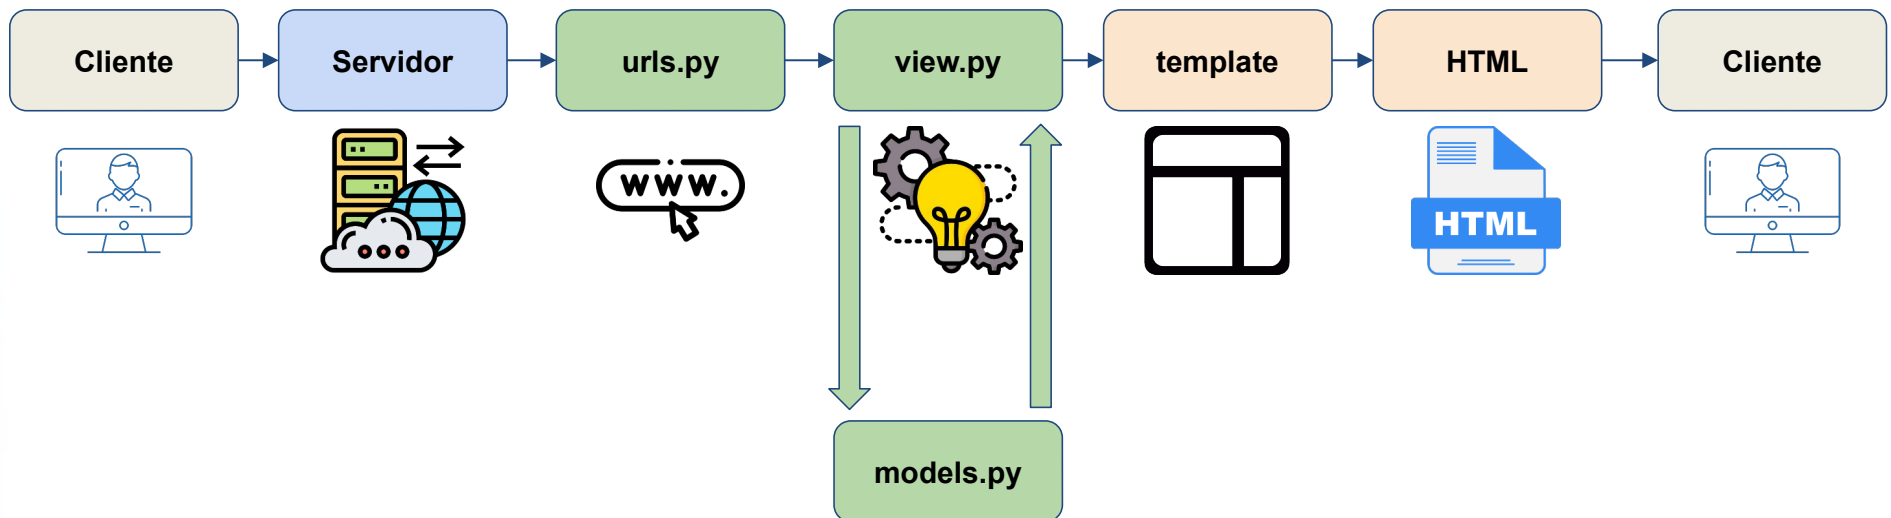 Cliente
Servidor
urls.py
view.py
template
HTML
Cliente
www.
HTML
models.py